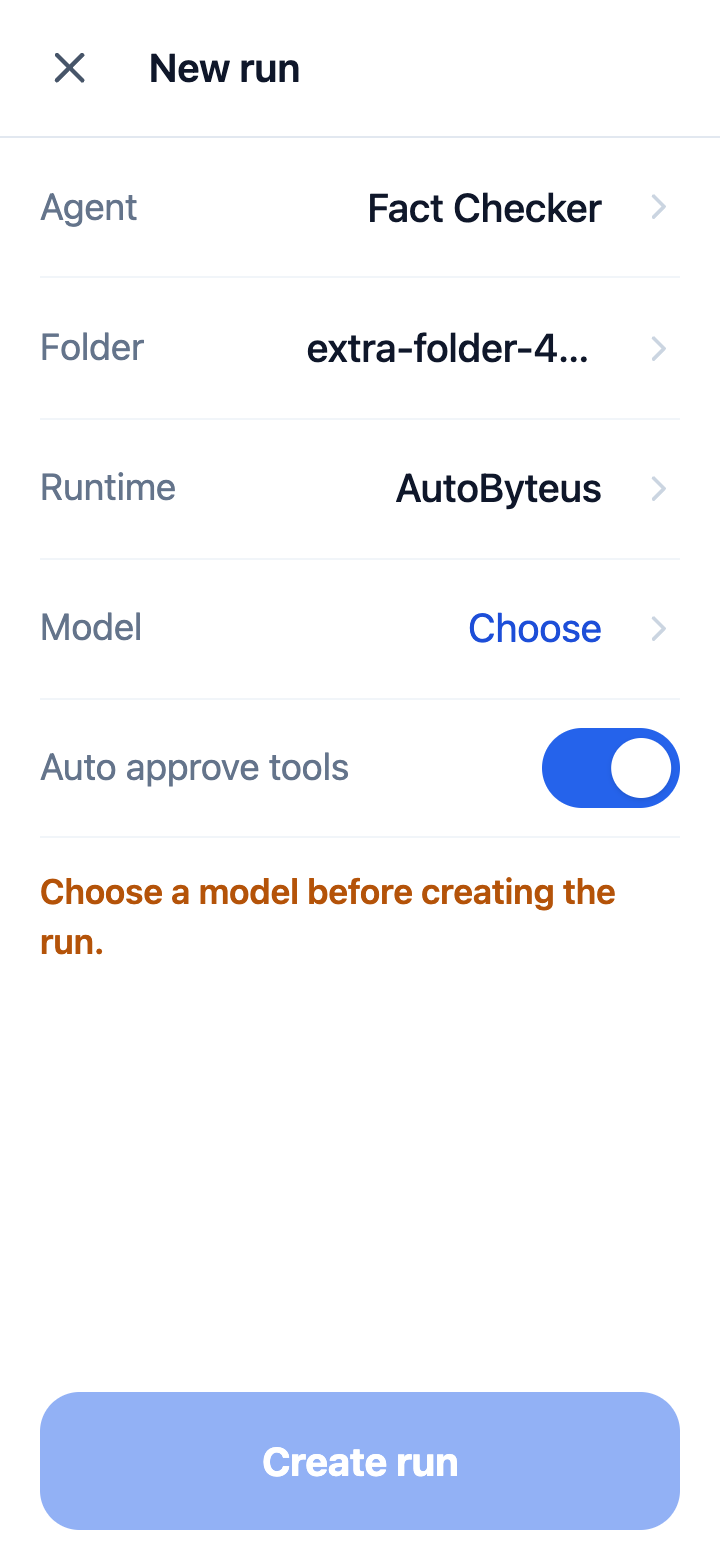 New run
Agent
Fact Checker
Folder
extra-folder-4...
Runtime
AutoByteus
Model
Choose
Auto approve tools
Choose a model before creating the
run.
Create run